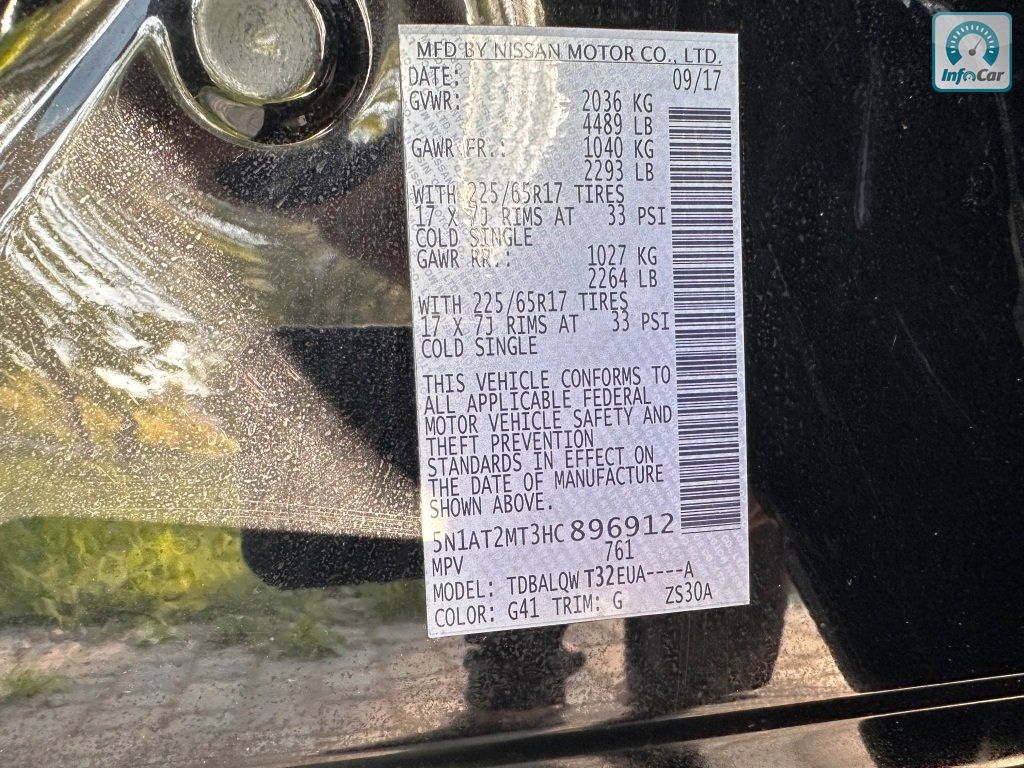 MFD BY NISSAN MOTOR CO., LTD.
DATE: 09/17
GVWR: 2036 KG
4489 LB
GAWR FR.: 1040 KG
2293 LB
WITH 225/65R17 TIRES
17 X 7J RIMS AT 33 PSI
COLD SINGLE
GAWR RR.: 1027 KG
2264 LB
WITH 225/65R17 TIRES
17 X 7J RIMS AT 33 PSI
COLD SINGLE
THIS VEHICLE CONFORMS TO
ALL APPLICABLE FEDERAL
MOTOR VEHICLE SAFETY AND
THEFT PREVENTION
STANDARDS IN EFFECT ON
THE DATE OF MANUFACTURE
SHOWN ABOVE.
5N1AT2MT3HC896912
MPV 761
MODEL: TDBALQW T32EUA----A
COLOR: G41 TRIM: G ZS30A
InfoCar